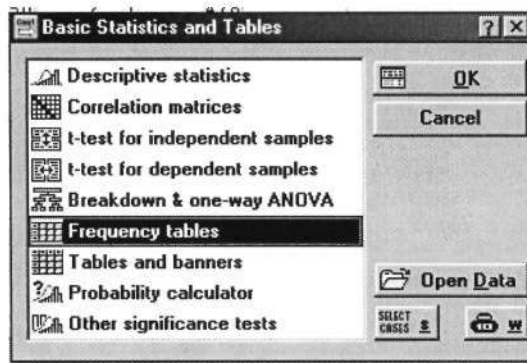 Basic Statistics and Tables ? X
Descriptive statistics
Correlation matrices
t-test for independent samples
t-test for dependent samples
Breakdown & one-way ANOVA
Frequency tables
Tables and banners
Probability calculator
Other significance tests
OK
Cancel
Open Data
SELECT CASES S
W